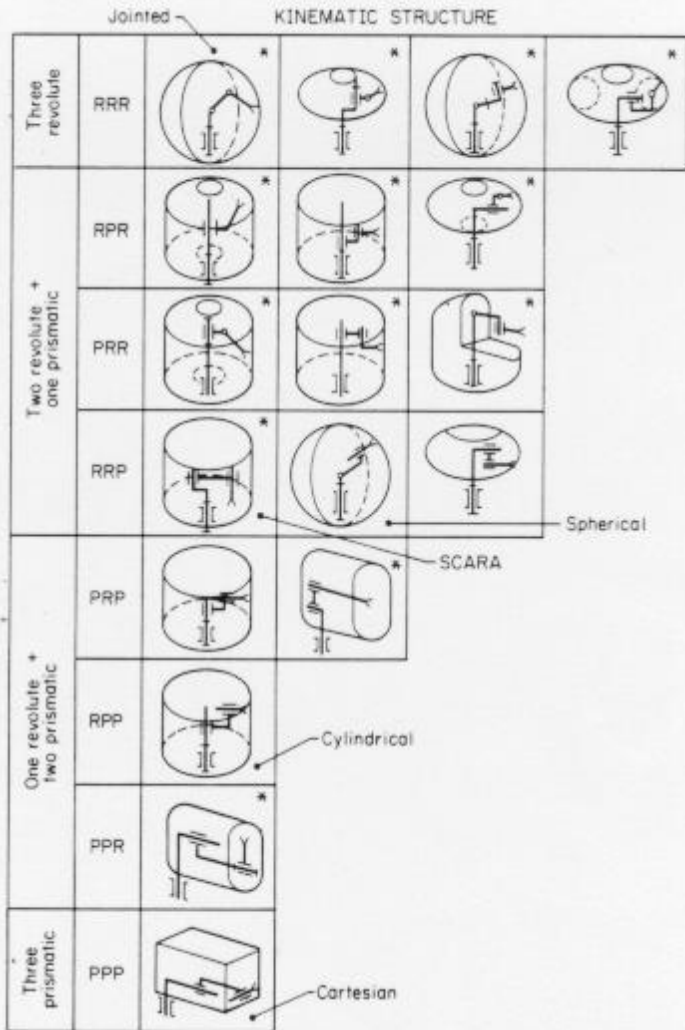 Jointed KINEMATIC STRUCTURE
Three
revolute
RRR
* * * *
Two revolute +
one prismatic
RPR
* * *
PRR
* * *
RRP
*
Spherical
SCARA
One revolute +
two prismatic
PRP
*
RPP
Cylindrical
PPR
*
Three
prismatic
PPP
Cartesian